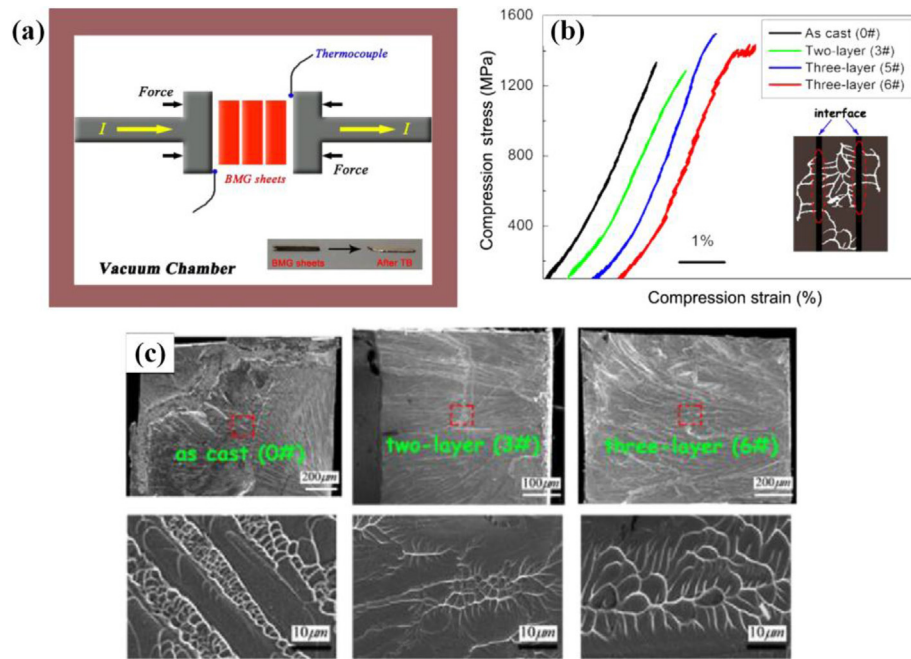 (a)
Thermocouple
Force
I
I
BMG sheets
Force
Vacuum Chamber
BMG sheets
After TB
(b)
1600
1200
800
400
Compression stress (MPa)
As cast (0#)
Two-layer (3#)
Three-layer (5#)
Three-layer (6#)
interface
1%
Compression strain (%)
(c)
as cast (0#)
200μm
two-layer (3#)
100μm
three-layer (6#)
200μm
10μm
10μm
10μm